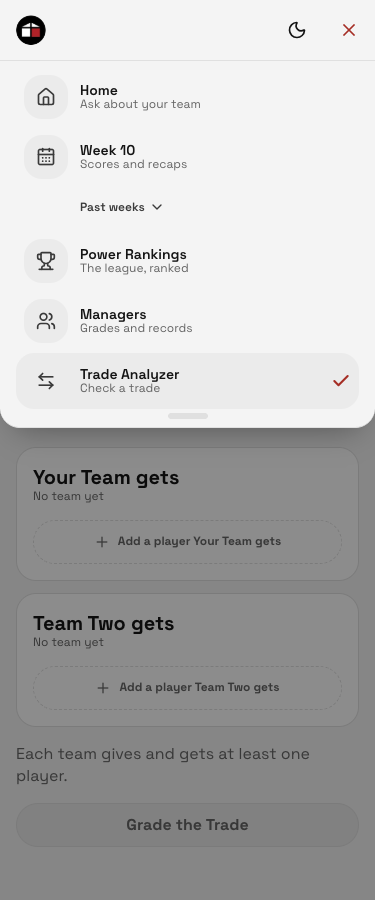 Home
Ask about your team
Week 10
Scores and recaps
Past weeks
Power Rankings
The league, ranked
Managers
Grades and records
Trade Analyzer
Check a trade
Your Team gets
No team yet
Add a player Your Team gets
Team Two gets
No team yet
Add a player Team Two gets
Each team gives and gets at least one
player.
Grade the Trade